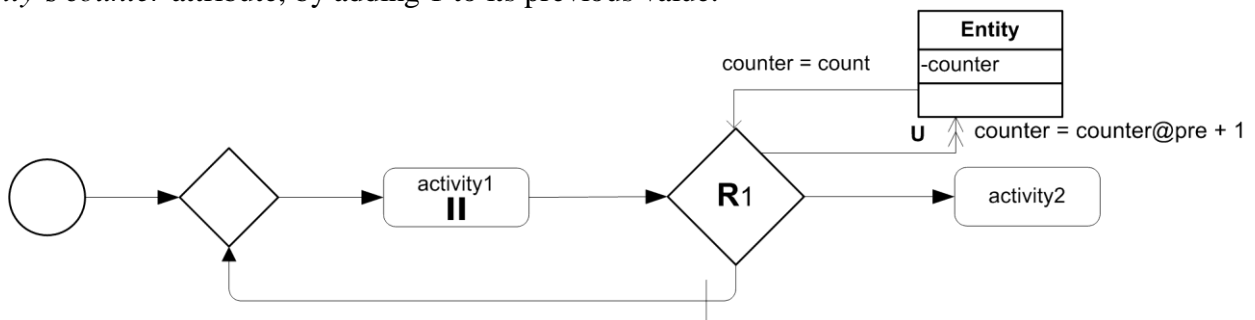 ity's counter attribute, by adding 1 to its previous value.
Entity
counter = count
-counter
U
counter = counter@pre + 1
activity1
II
R1
activity2